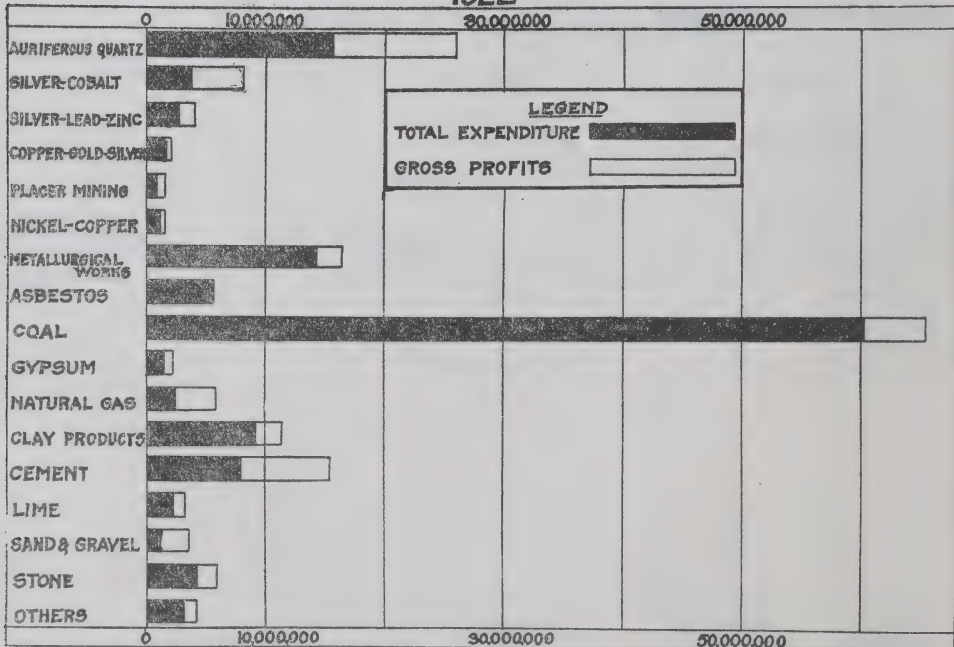 0 10,000,000 30,000,000 50,000,000
AURIFEROUS QUARTZ
SILVER-COBALT
SILVER-LEAD-ZINC
COPPER-GOLD-SILVER
PLACER MINING
NICKEL-COPPER
METALLURGICAL
WORKS
ASBESTOS
COAL
GYPSUM
NATURAL GAS
CLAY PRODUCTS
CEMENT
LIME
SAND & GRAVEL
STONE
OTHERS
LEGEND
TOTAL EXPENDITURE
GROSS PROFITS
0 10,000,000 30,000,000 50,000,000